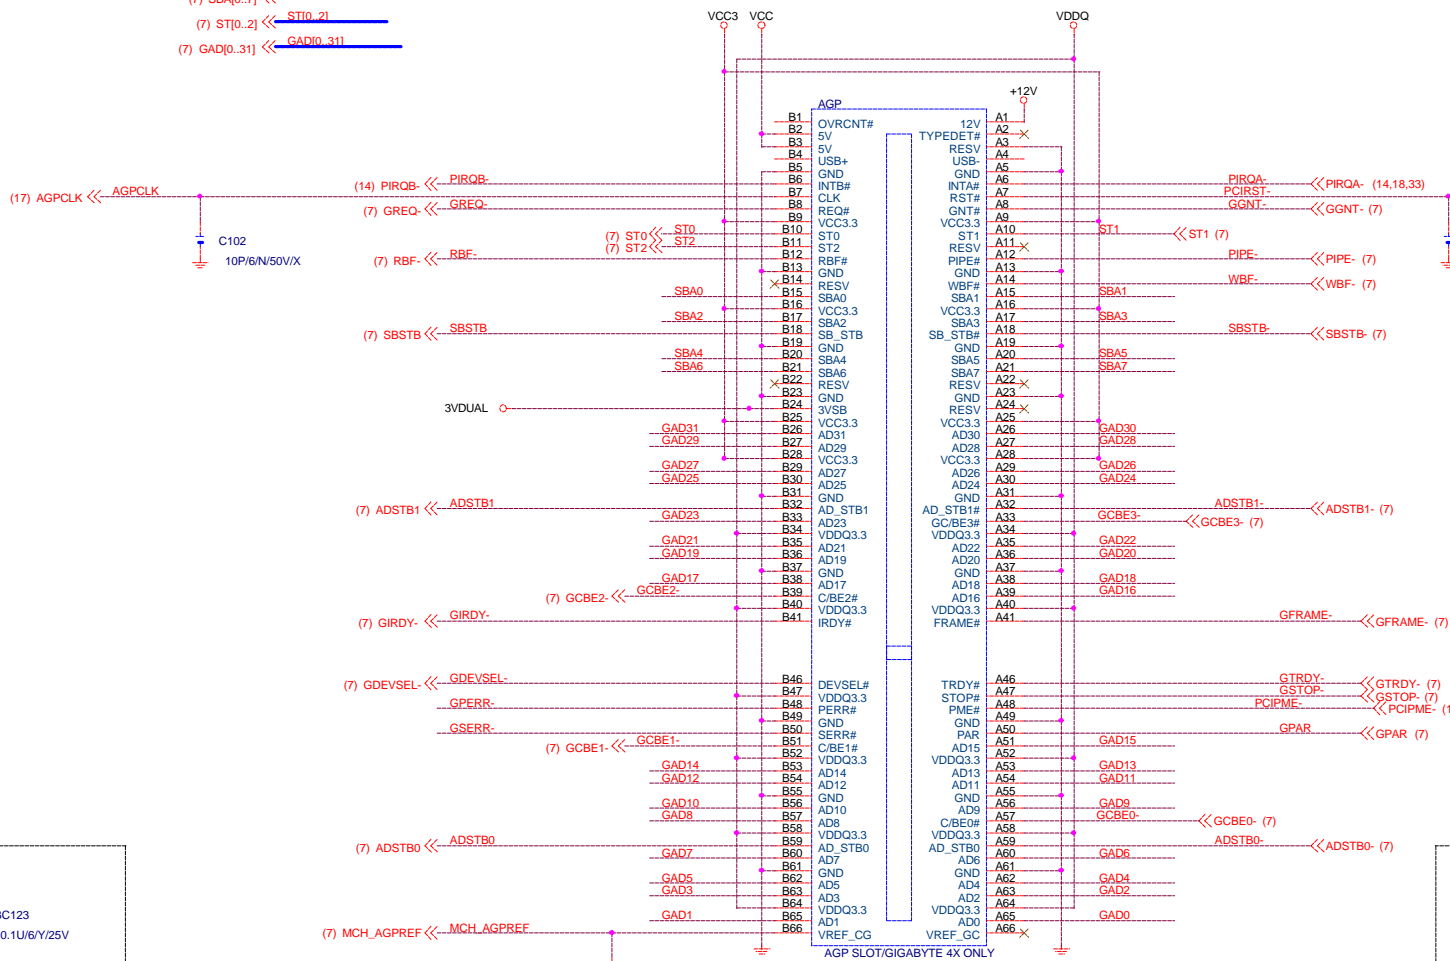 (7) SBA[0..7]
(7) ST[0..2] ST[0..2]
(7) GAD[0..31] GAD[0..31]
VCC3 VCC VDDQ
+12V
AGP
B1 OVRCNT# 12V A1
B2 5V TYPEDET# A2
B3 5V RESV A3
B4 USB+ USB- A4
B5 GND GND A5
(14) PIRQB- PIRQB- B6 INTB# INTA# A6 PIRQA- PIRQA- (14,18,33)
(17) AGPCLK AGPCLK B7 CLK RST# A7 PCIRST-
(7) GREQ- GREQ- B8 REQ# GNT# A8 GGNT- GGNT- (7)
B9 VCC3.3 VCC3.3 A9
(7) ST0 ST0 B10 ST0 ST1 A10 ST1 ST1 (7)
(7) ST2 ST2 B11 ST2 RESV A11
(7) RBF- RBF- B12 RBF# PIPE# A12 PIPE- PIPE- (7)
C102
10P/6/N/50V/X
B13 GND GND A13
B14 RESV WBF# A14 WBF- WBF- (7)
SBA0 B15 SBA0 SBA1 A15 SBA1
B16 VCC3.3 VCC3.3 A16
SBA2 B17 SBA2 SBA3 A17 SBA3
(7) SBSTB SBSTB B18 SB_STB SB_STB# A18 SBSTB- SBSTB- (7)
B19 GND GND A19
SBA4 B20 SBA4 SBA5 A20 SBA5
SBA6 B21 SBA6 SBA7 A21 SBA7
B22 RESV RESV A22
B23 GND GND A23
3VDUAL B24 3VSB RESV A24
B25 VCC3.3 VCC3.3 A25
GAD31 B26 AD31 AD30 A26 GAD30
GAD29 B27 AD29 AD28 A27 GAD28
B28 VCC3.3 VCC3.3 A28
GAD27 B29 AD27 AD26 A29 GAD26
GAD25 B30 AD25 AD24 A30 GAD24
B31 GND GND A31
(7) ADSTB1 ADSTB1 B32 AD_STB1 AD_STB1# A32 ADSTB1- ADSTB1- (7)
GAD23 B33 AD23 GC/BE3# A33 GCBE3- GCBE3- (7)
B34 VDDQ3.3 VDDQ3.3 A34
GAD21 B35 AD21 AD22 A35 GAD22
GAD19 B36 AD19 AD20 A36 GAD20
B37 GND GND A37
GAD17 B38 AD17 AD18 A38 GAD18
(7) GCBE2- GCBE2- B39 C/BE2# AD16 A39 GAD16
B40 VDDQ3.3 VDDQ3.3 A40
(7) GIRDY- GIRDY- B41 IRDY# FRAME# A41 GFRAME- GFRAME- (7)
(7) GDEVSEL- GDEVSEL- B46 DEVSEL# TRDY# A46 GTRDY- GTRDY- (7)
B47 VDDQ3.3 STOP# A47 GSTOP- GSTOP- (7)
GPERR- B48 PERR# PME# A48 PCIPME- PCIPME- (1
B49 GND GND A49
GSERR- B50 SERR# PAR A50 GPAR GPAR (7)
(7) GCBE1- GCBE1- B51 C/BE1# AD15 A51 GAD15
B52 VDDQ3.3 VDDQ3.3 A52
GAD14 B53 AD14 AD13 A53 GAD13
GAD12 B54 AD12 AD11 A54 GAD11
B55 GND GND A55
GAD10 B56 AD10 AD9 A56 GAD9
GAD8 B57 AD8 C/BE0# A57 GCBE0- GCBE0- (7)
B58 VDDQ3.3 VDDQ3.3 A58
(7) ADSTB0 ADSTB0 B59 AD_STB0 AD_STB0 A59 ADSTB0- ADSTB0- (7)
GAD7 B60 AD7 AD6 A60 GAD6
B61 GND GND A61
GAD5 B62 AD5 AD4 A62 GAD4
GAD3 B63 AD3 AD2 A63 GAD2
B64 VDDQ3.3 VDDQ3.3 A64
GAD1 B65 AD1 AD0 A65 GAD0
(7) MCH_AGPREF MCH_AGPREF B66 VREF_CG VREF_GC A66
C123
0.1U/6/Y/25V
AGP SLOT/GIGABYTE 4X ONLY